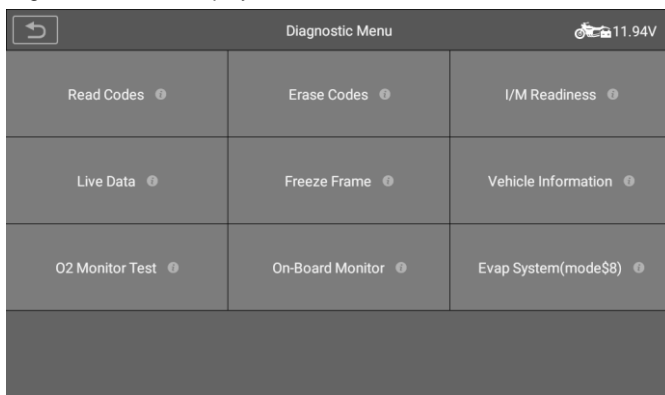 Diagnostic Menu 11.94V
Read Codes Erase Codes I/M Readiness
Live Data Freeze Frame Vehicle Information
O2 Monitor Test On-Board Monitor Evap System(mode$8)